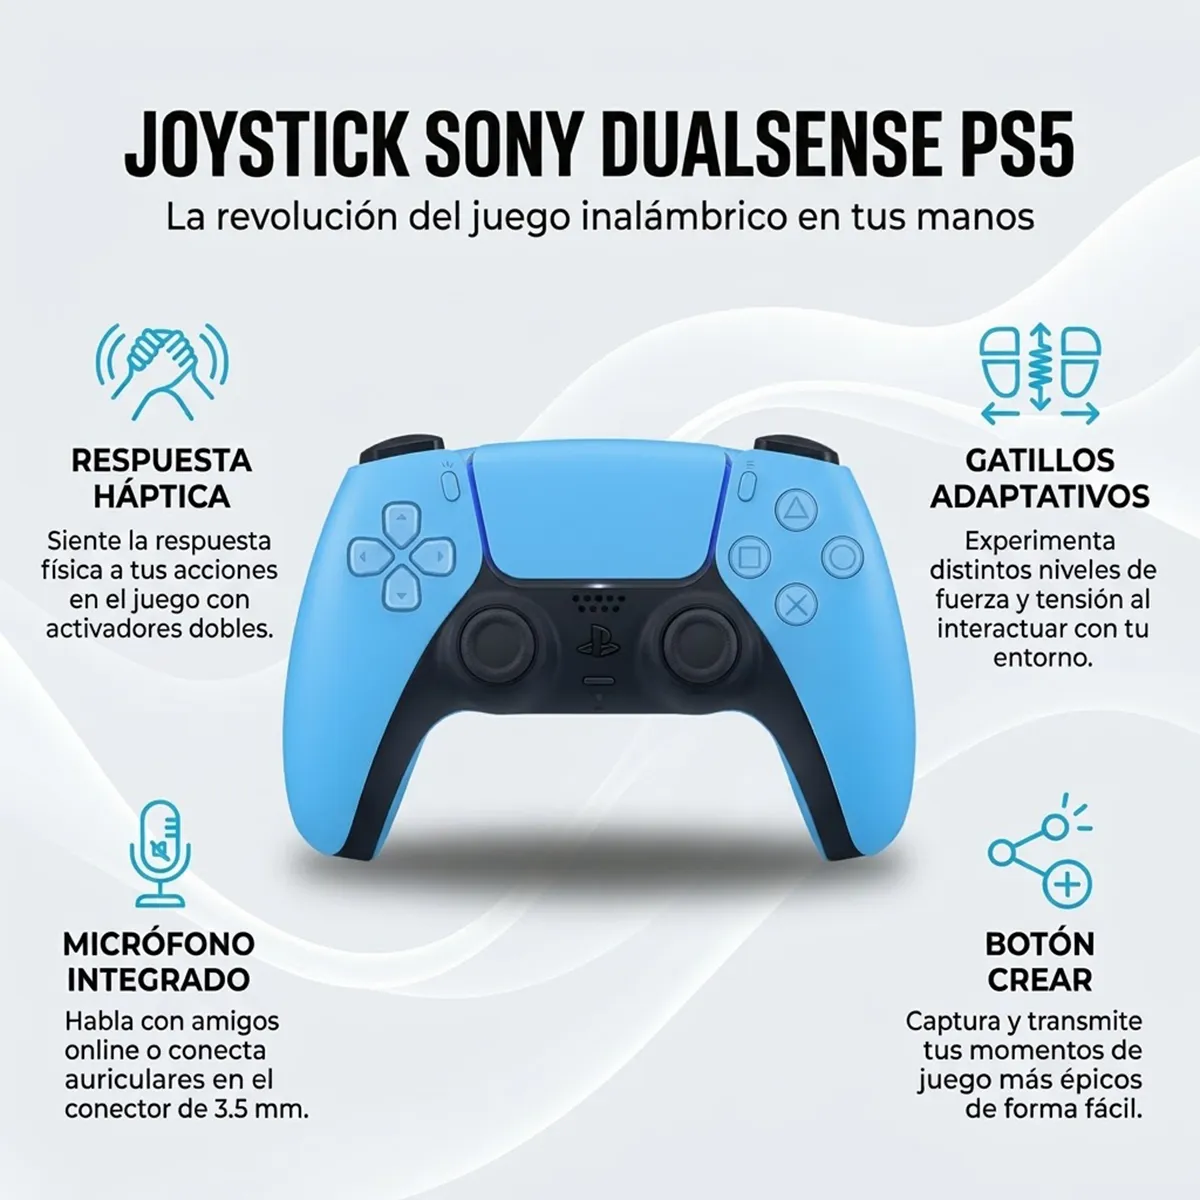 JOYSTICK SONY DUALSENSE PS5
La revolución del juego inalámbrico en tus manos
RESPUESTA
HÁPTICA
Siente la respuesta
física a tus acciones
en el juego con
activadores dobles.
GATILLOS
ADAPTATIVOS
Experimenta
distintos niveles de
fuerza y tensión al
interactuar con tu
entorno.
MICRÓFONO
INTEGRADO
Habla con amigos
online o conecta
auriculares en el
conector de 3.5 mm.
BOTÓN
CREAR
Captura y transmite
tus momentos de
juego más épicos
de forma fácil.